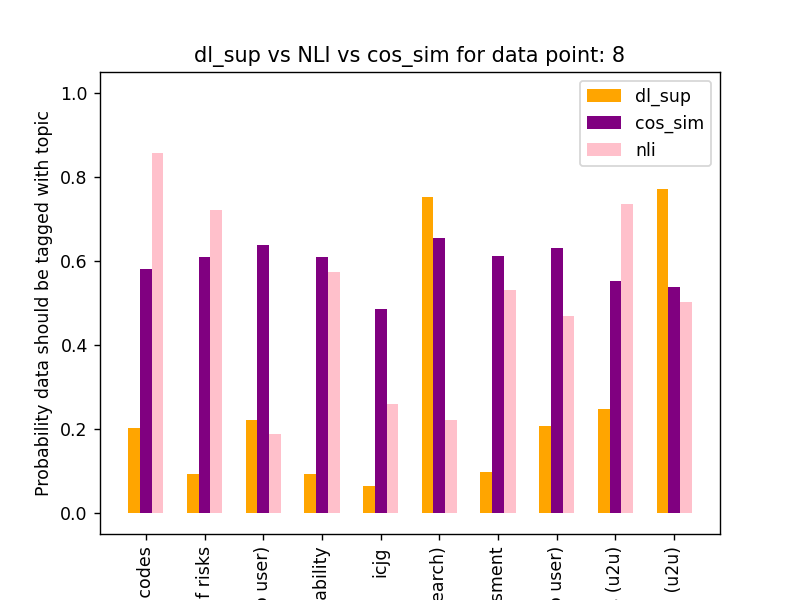 dl_sup vs NLI vs cos_sim for data point: 8
Probability data should be tagged with topic
1.0
0.8
0.6
0.4
0.2
0.0
dl_sup
cos_sim
nli
codes
f risks
o user)
ability
icjg
earch)
sment
o user)
(u2u)
(u2u)